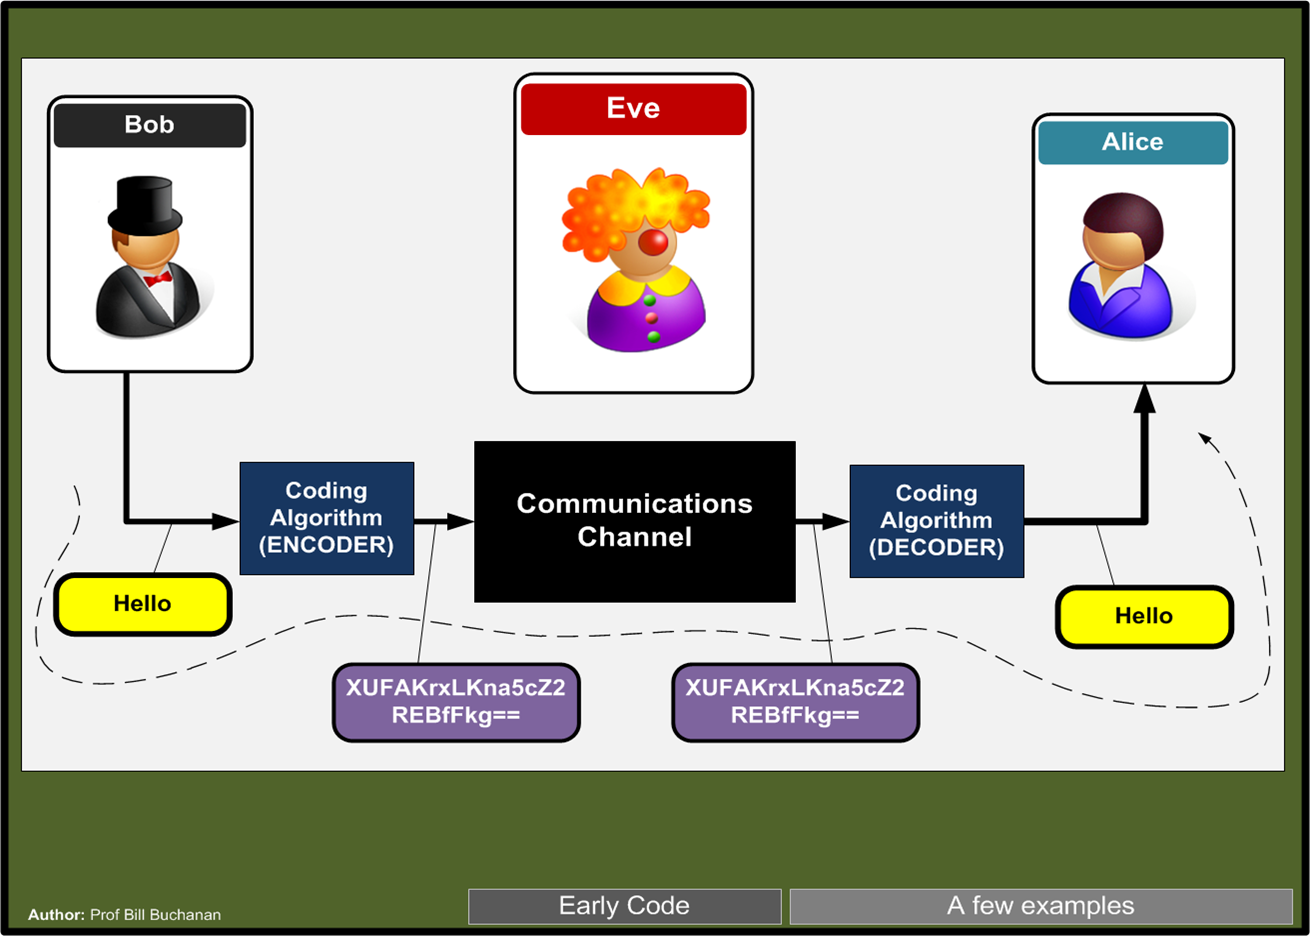 Bob
Eve
Alice
Coding
Algorithm
(ENCODER)
Communications
Channel
Coding
Algorithm
(DECODER)
Hello
Hello
XUFAKrxLKna5cZ2
REBfFkg==
XUFAKrxLKna5cZ2
REBfFkg==
Author: Prof Bill Buchanan
Early Code
A few examples